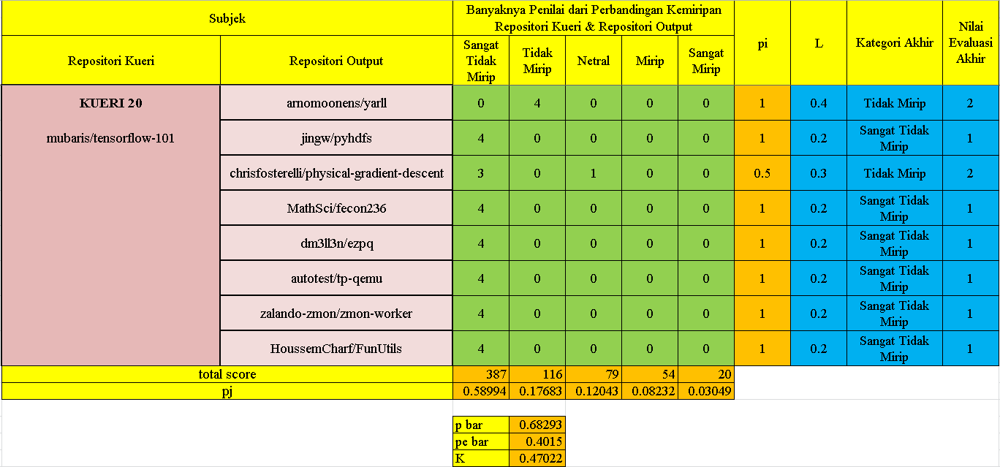 Subjek
Banyaknya Penilai dari Perbandingan Kemiripan
Repositori Kueri & Repositori Output
pi
L
Kategori Akhir
Nilai
Evaluasi
Akhir
Repositori Kueri
Repositori Output
Sangat
Tidak
Mirip
Tidak
Mirip
Netral
Mirip
Sangat
Mirip
KUERI 20
mubaris/tensorflow-101
arnomoonens/yarll 0 4 0 0 0 1 0.4 Tidak Mirip 2
jingw/pyhdfs 4 0 0 0 0 1 0.2 Sangat Tidak
Mirip 1
chrisfosterelli/physical-gradient-descent 3 0 1 0 0 0.5 0.3 Tidak Mirip 2
MathSci/fecon236 4 0 0 0 0 1 0.2 Sangat Tidak
Mirip 1
dm3ll3n/ezpq 4 0 0 0 0 1 0.2 Sangat Tidak
Mirip 1
autotest/tp-qemu 4 0 0 0 0 1 0.2 Sangat Tidak
Mirip 1
zalando-zmon/zmon-worker 4 0 0 0 0 1 0.2 Sangat Tidak
Mirip 1
HoussemCharf/FunUtils 4 0 0 0 0 1 0.2 Sangat Tidak
Mirip 1
total score 387 116 79 54 20
pj 0.58994 0.17683 0.12043 0.08232 0.03049
p bar 0.68293
pe bar 0.4015
K 0.47022